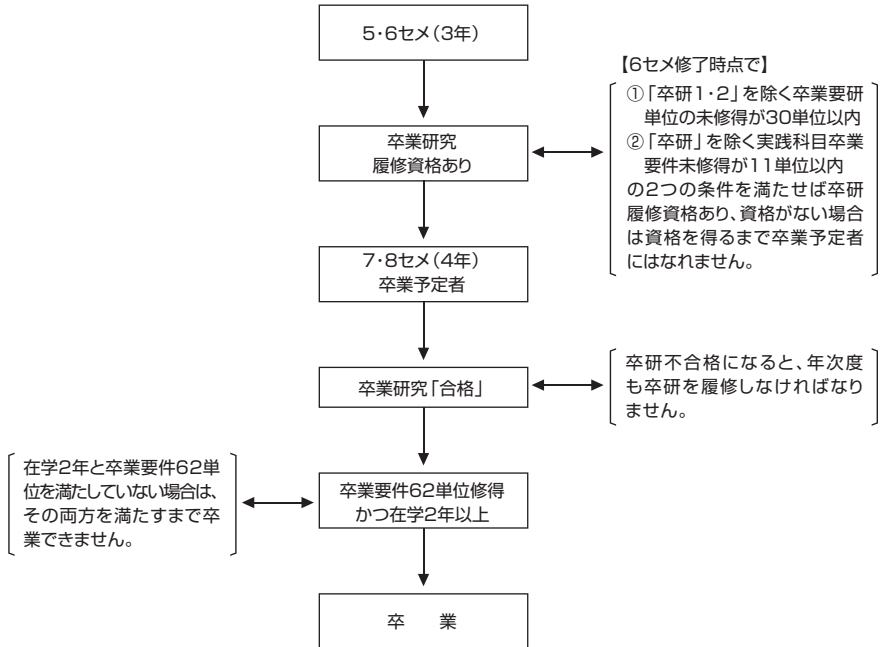 5・6セメ（3年）
【6セメ修了時点で】
①「卒研1・2」を除く卒業要研
単位の未修得が30単位以内
②「卒研」を除く実践科目卒業
要件未修得が11単位以内
の2つの条件を満たせば卒研
履修資格あり、資格がない場合
は資格を得るまで卒業予定者
にはなれません。
卒業研究
履修資格あり
7・8セメ（4年）
卒業予定者
卒業研究「合格」
卒研不合格になると、年次度
も卒研を履修しなければなり
ません。
在学2年と卒業要件62単
位を満たしていない場合は、
その両方を満たすまで卒
業できません。
卒業要件62単位修得
かつ在学2年以上
卒　業